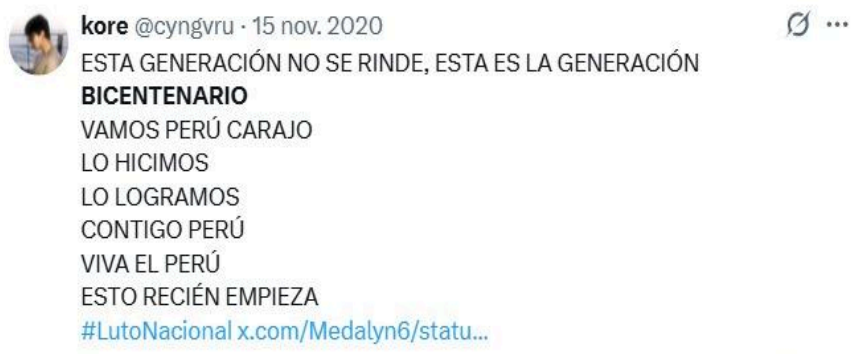 kore @cyngvru · 15 nov. 2020
ESTA GENERACIÓN NO SE RINDE, ESTA ES LA GENERACIÓN
BICENTENARIO
VAMOS PERÚ CARAJO
LO HICIMOS
LO LOGRAMOS
CONTIGO PERÚ
VIVA EL PERÚ
ESTO RECIÉN EMPIEZA
#LutoNacional x.com/Medalyn6/statu...